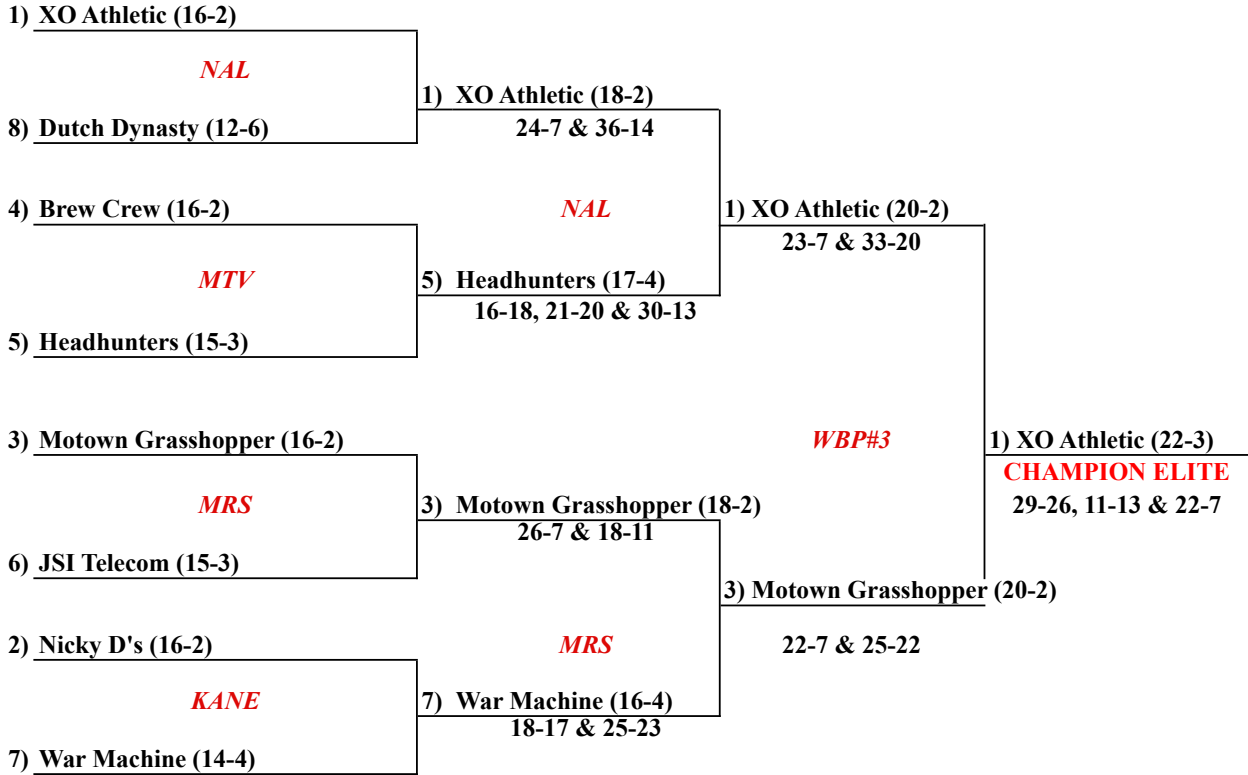 1) XO Athletic (16-2)
NAL
8) Dutch Dynasty (12-6)
1) XO Athletic (18-2)
24-7 & 36-14
4) Brew Crew (16-2)
MTV
5) Headhunters (15-3)
5) Headhunters (17-4)
16-18, 21-20 & 30-13
NAL
1) XO Athletic (20-2)
23-7 & 33-20
3) Motown Grasshopper (16-2)
MRS
6) JSI Telecom (15-3)
3) Motown Grasshopper (18-2)
26-7 & 18-11
2) Nicky D's (16-2)
KANE
7) War Machine (14-4)
7) War Machine (16-4)
18-17 & 25-23
MRS
3) Motown Grasshopper (20-2)
22-7 & 25-22
WBP#3
1) XO Athletic (22-3)
CHAMPION ELITE
29-26, 11-13 & 22-7